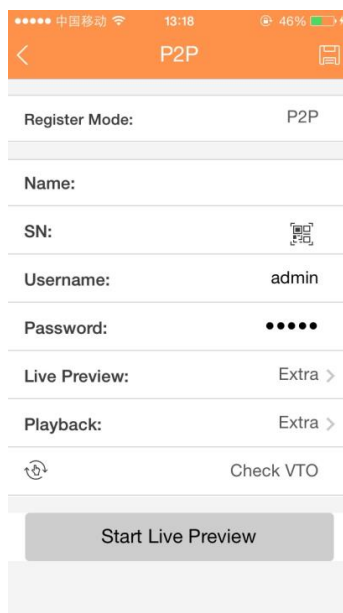 中国移动 13:18 46%
P2P
Register Mode: P2P
Name:
SN:
Username: admin
Password: •••••
Live Preview: Extra
Playback: Extra
Check VTO
Start Live Preview